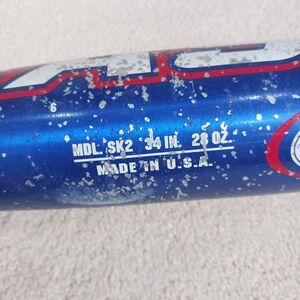 MDL. SK2 34 IN. 28 OZ.
MADE IN U.S.A.